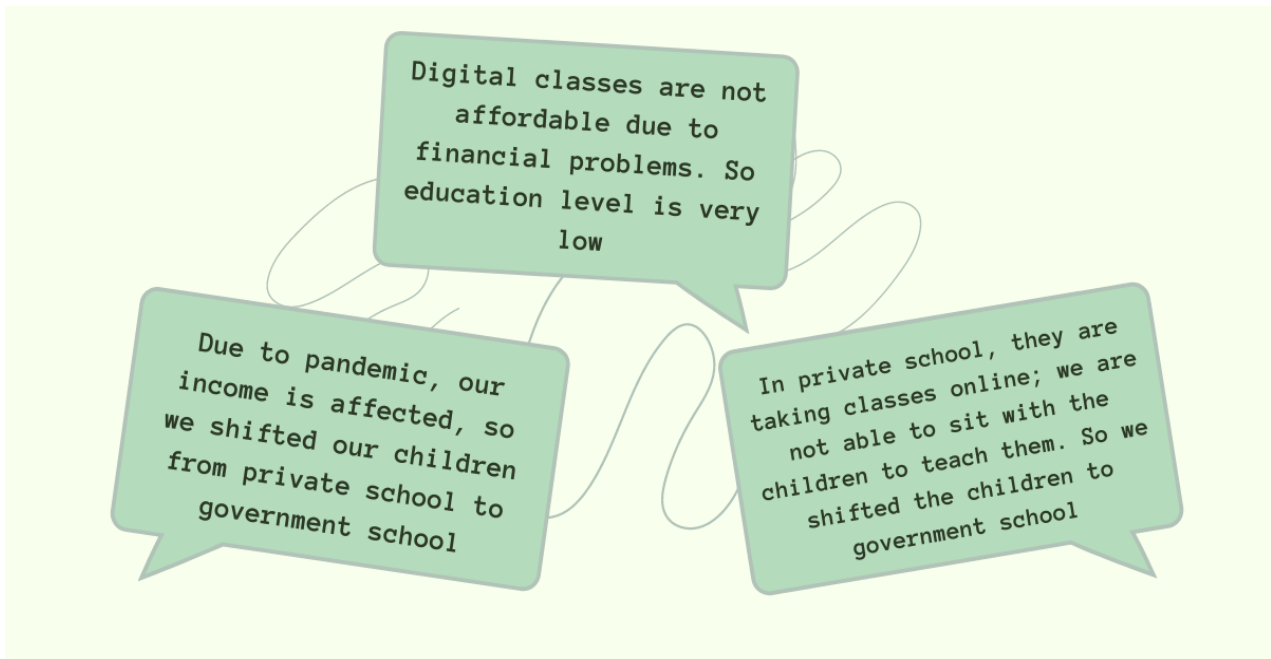 Digital classes are not
affordable due to
financial problems. So
education level is very
low
Due to pandemic, our
income is affected, so
we shifted our children
from private school to
government school
In private school, they are
taking classes online; we are
not able to sit with the
children to teach them. So we
shifted the children to
government school